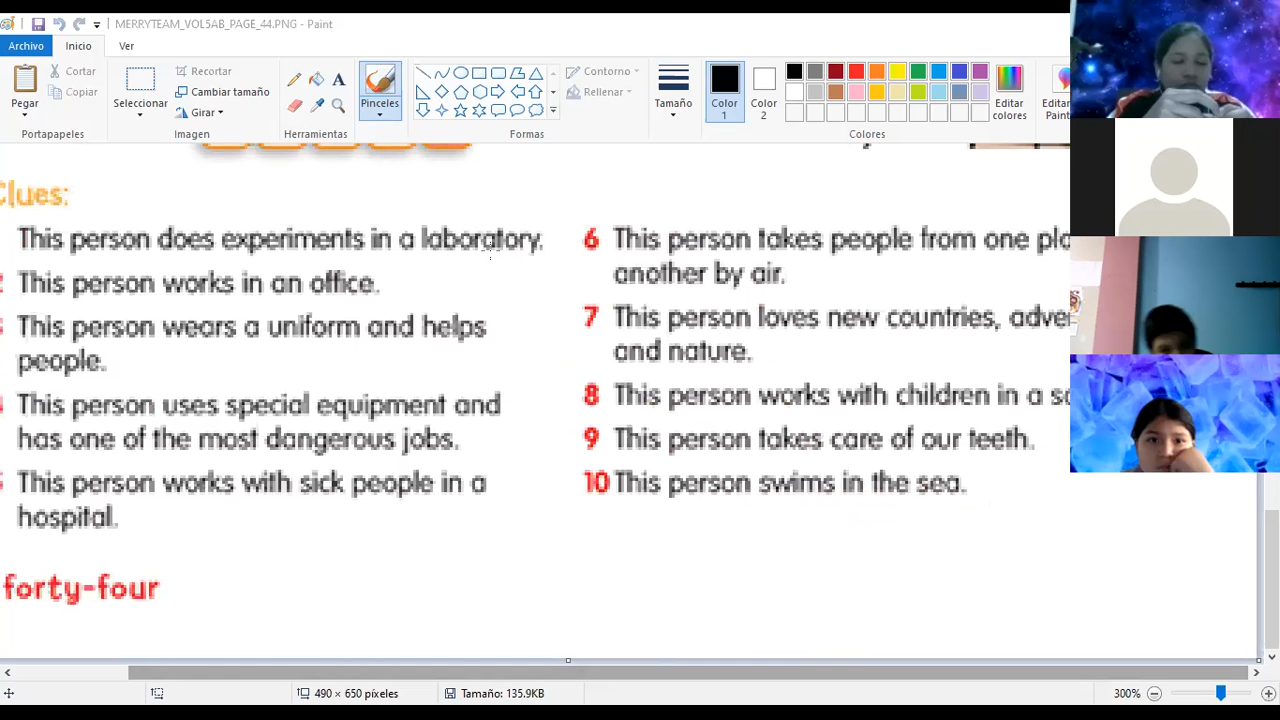 MERRYTEAM_VOL5AB_PAGE_44.PNG - Paint
Archivo Inicio Ver
Pegar
Cortar
Copiar
Portapapeles
Seleccionar
Recortar
Cambiar tamaño
Girar
Imagen
Herramientas
Pinceles
Formas
Contorno
Rellenar
Tamaño
Color 1
Color 2
Editar colores
Colores
Clues:
This person does experiments in a laboratory.
This person works in an office.
This person wears a uniform and helps
people.
This person uses special equipment and
has one of the most dangerous jobs.
This person works with sick people in a
hospital.
6 This person takes people from one
another by air.
7 This person loves new countries,
and nature.
8 This person works with children in a
9 This person takes care of our teeth.
10 This person swims in the sea.
forty-four
490 × 650 píxeles
Tamaño: 135.9KB
300%